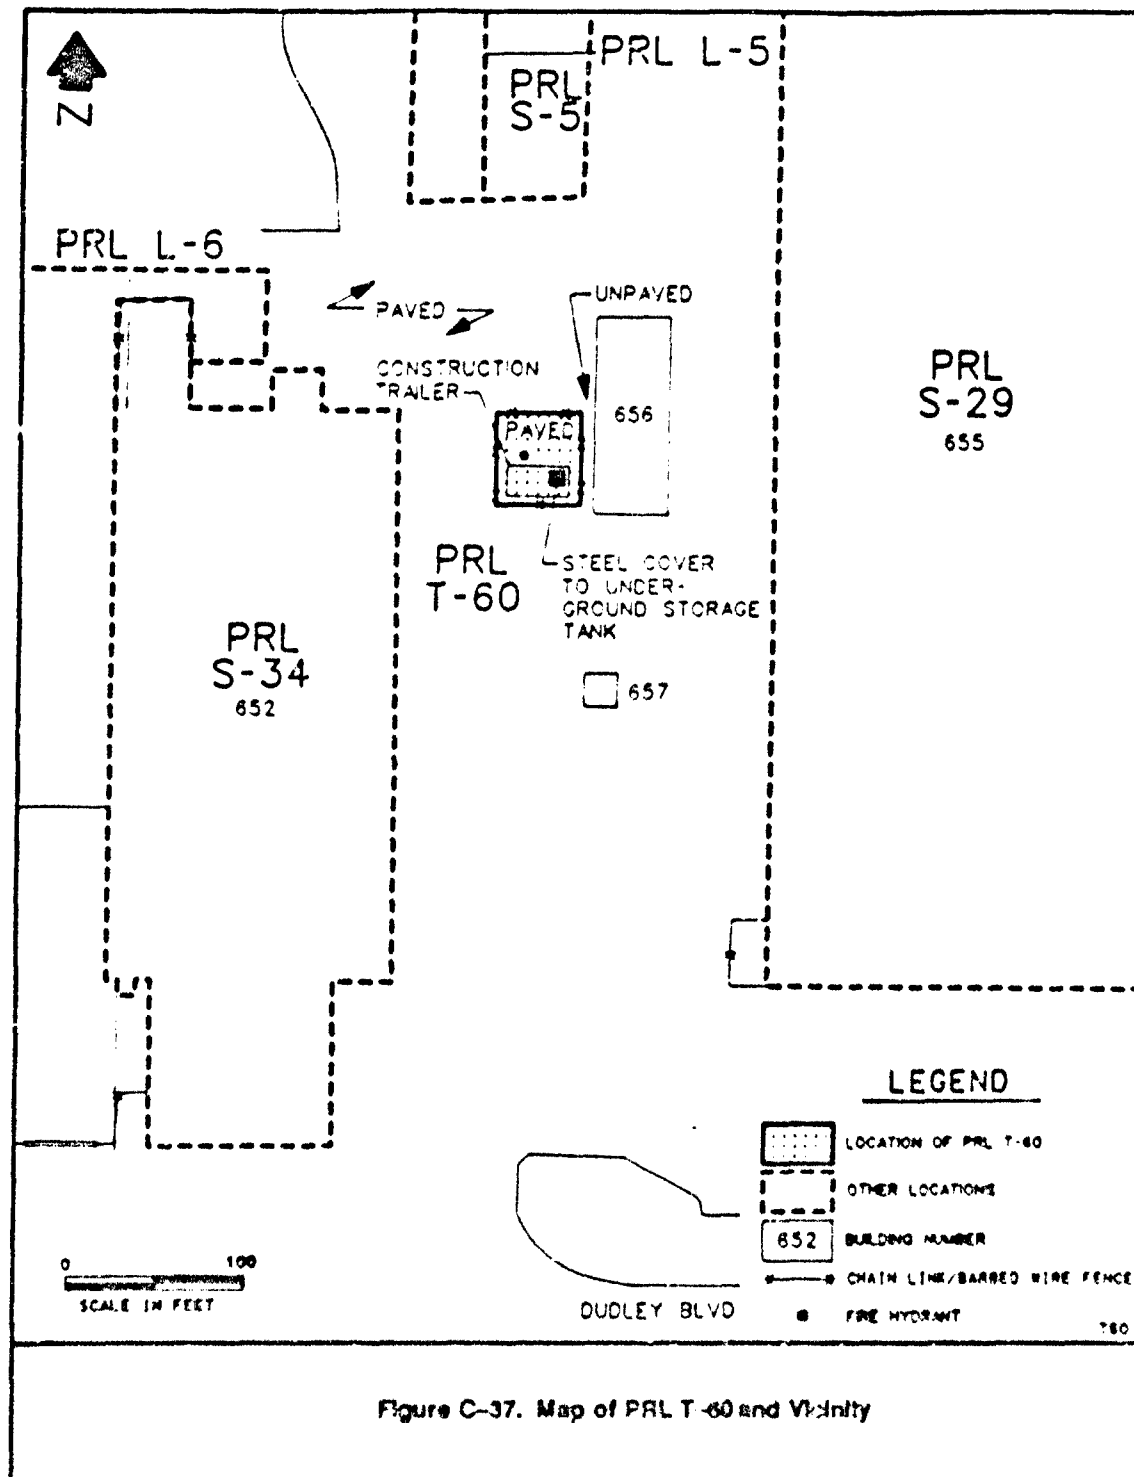 N
PRL L-5
PRL
S-5
PRL L-6
PAVED
UNPAVED
CONSTRUCTION
TRAILER
PAVED
656
PRL
S-29
655
PRL
T-60
STEEL COVER
TO UNDER-
GROUND STORAGE
TANK
PRL
S-34
652
657
LEGEND
LOCATION OF PRL T-60
OTHER LOCATIONS
652 BUILDING NUMBER
CHAIN LINK/BARBED WIRE FENCE
FIRE HYDRANT
0 100
SCALE IN FEET
DUDLEY BLVD
T60
Figure C-37. Map of PRL T-60 and Vicinity